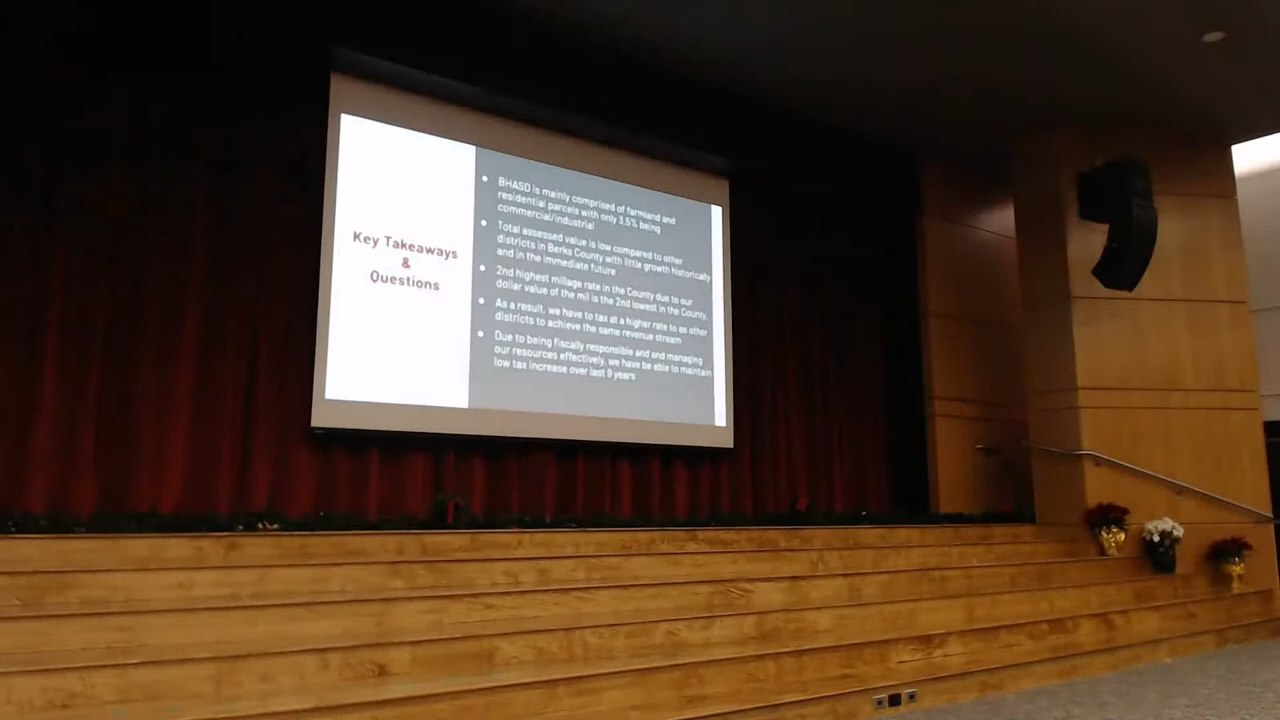 Key Takeaways
&
Questions
BHASD is mainly comprised of farmland and
residential parcels with only 3.5% being
commercial/industrial
Total assessed value is low compared to other
districts in Berks County with little growth historically
and in the immediate future
2nd highest millage rate in the County due to our
dollar value of the mil is the 2nd lowest in the County.
As a result, we have to tax at a higher rate to as other
districts to achieve the same revenue stream
Due to being fiscally responsible and and managing
our resources effectively, we have be able to maintain
low tax increase over last 9 years